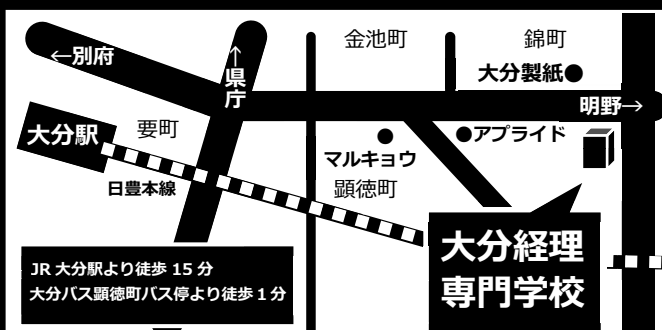 金池町
錦町
←別府
↑県庁
大分製紙●
明野→
大分駅
要町
●アプライド
●
マルキョウ
顕徳町
日豊本線
大分経理
専門学校
JR 大分駅より徒歩 15 分
大分バス顕徳町バス停より徒歩 1 分